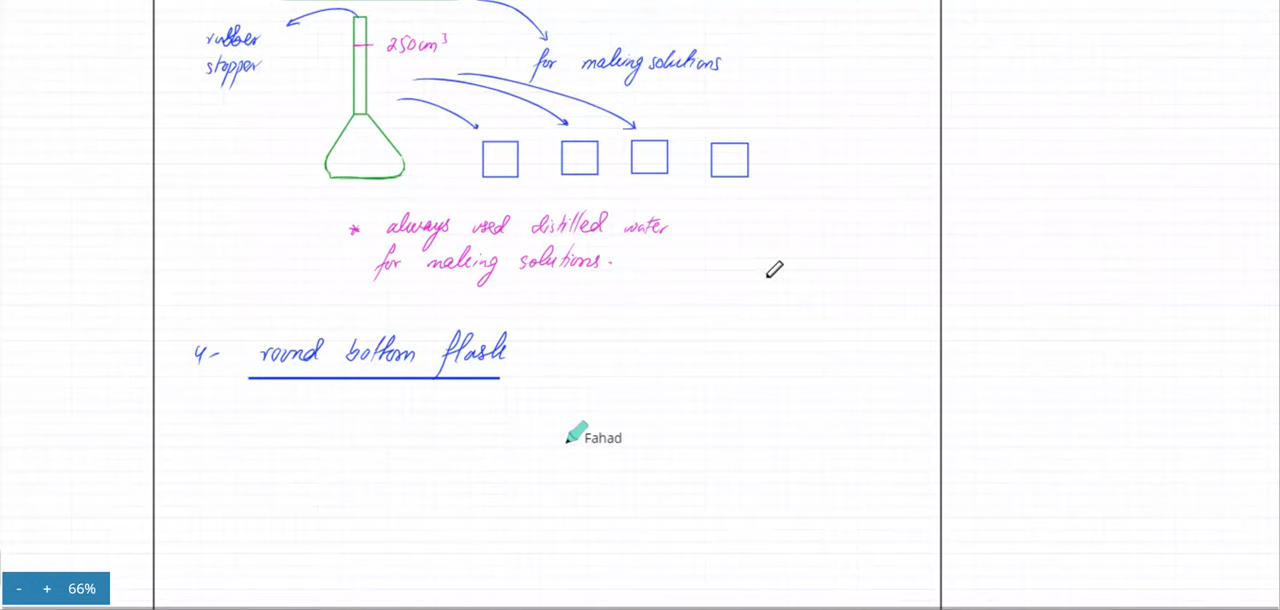 rubber
stopper
250cm³
for making solutions
* always used distilled water
for making solutions.
4- round bottom flask
Fahad
- + 66%